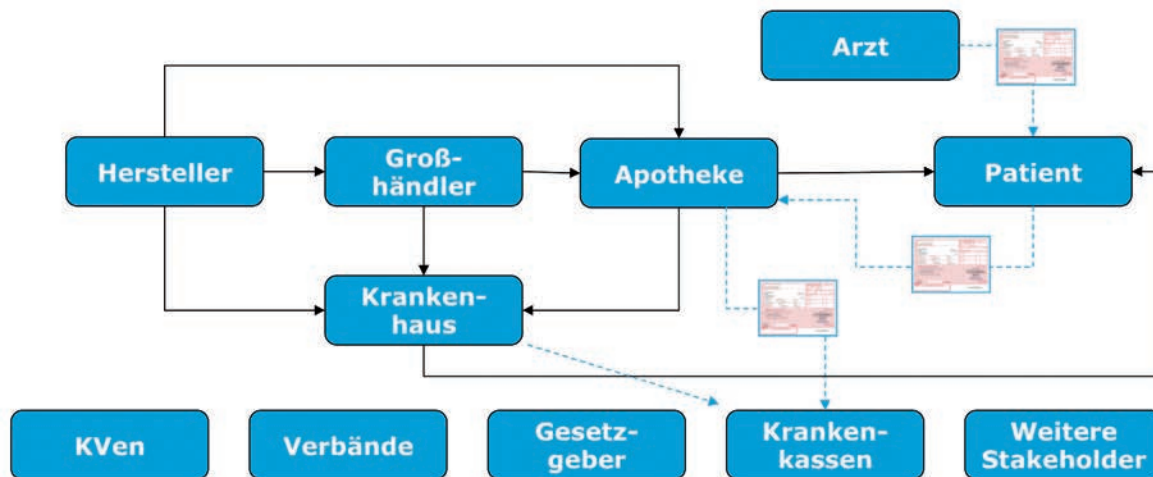 Arzt
Hersteller
Groß-
händler
Apotheke
Patient
Kranken-
haus
KVen
Verbände
Gesetz-
geber
Kranken-
kassen
Weitere
Stakeholder